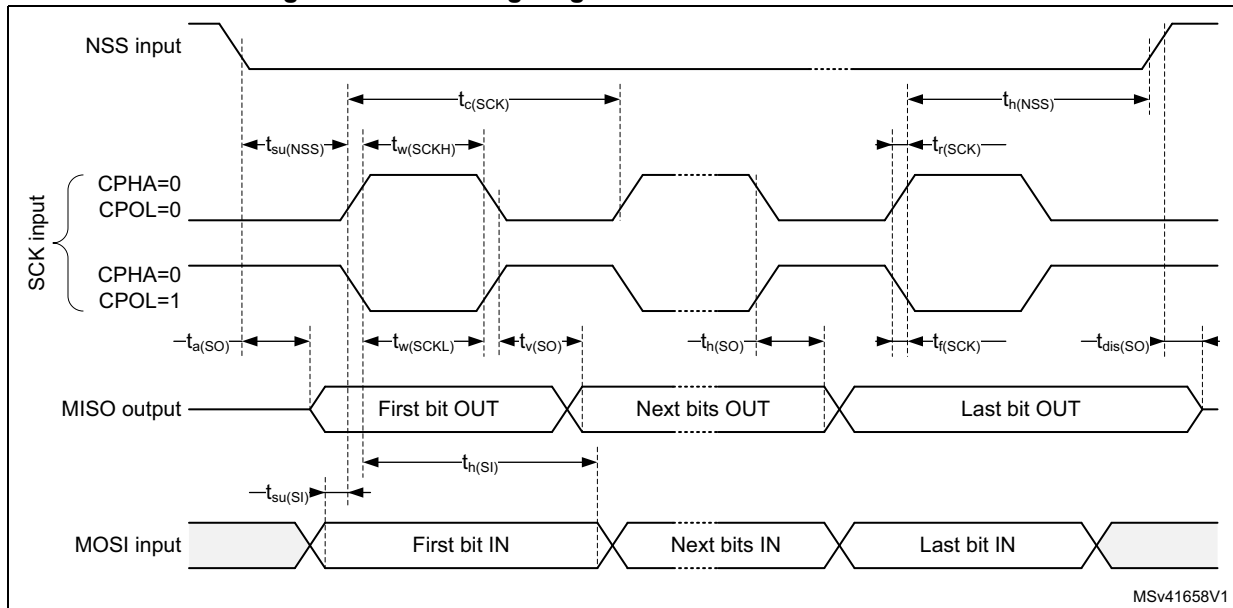 NSS input
tc(SCK)
th(NSS)
tsu(NSS)
tw(SCKH)
tr(SCK)
SCK input
CPHA=0
CPOL=0
CPHA=0
CPOL=1
ta(SO)
tw(SCKL)
tv(SO)
th(SO)
tf(SCK)
tdis(SO)
MISO output
First bit OUT
Next bits OUT
Last bit OUT
th(SI)
tsu(SI)
MOSI input
First bit IN
Next bits IN
Last bit IN
MSv41658V1